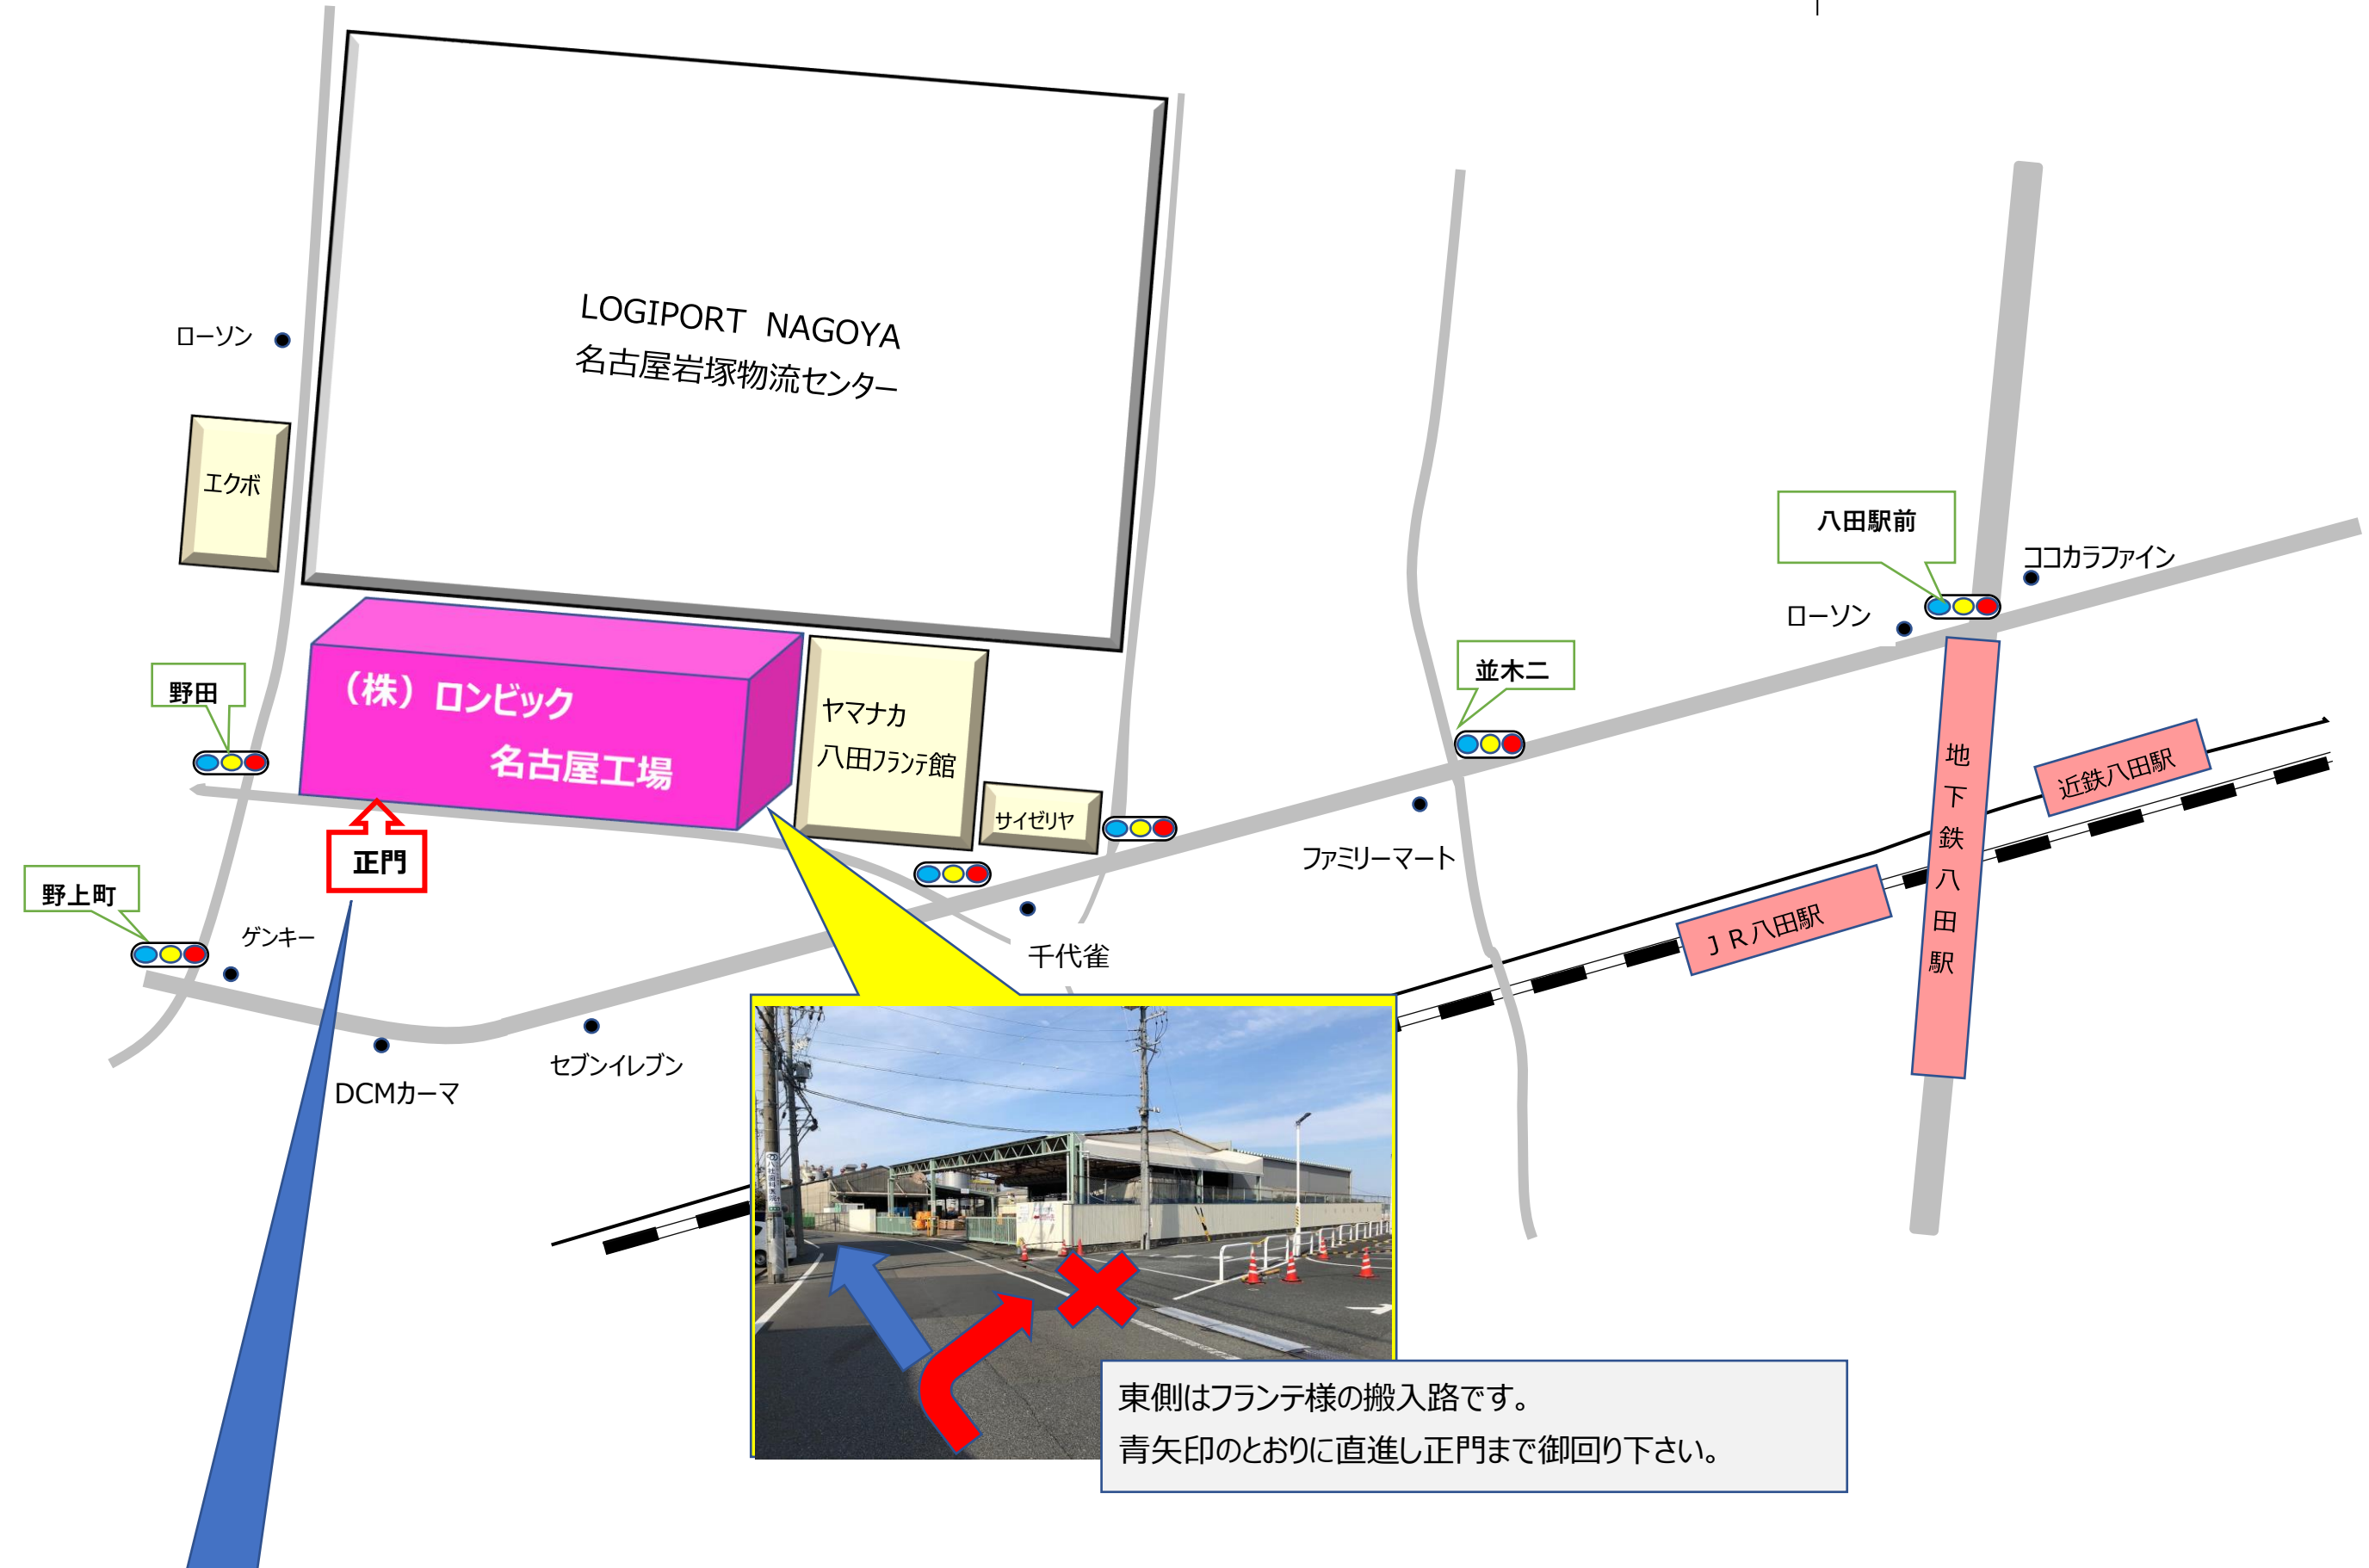 LOGIPORT NAGOYA
名古屋岩塚物流センター
ローソン
エクボ
八田駅前
ココカラファイン
ローソン
（株）ロンビック
名古屋工場
野田
ヤマナカ
八田フランテ館
並木二
サイゼリヤ
地下鉄八田駅
近鉄八田駅
正門
ファミリーマート
野上町
ゲンキー
ＪＲ八田駅
千代雀
セブンイレブン
DCMカーマ
東側はフランテ様の搬入路です。
青矢印のとおりに直進し正門まで御回り下さい。